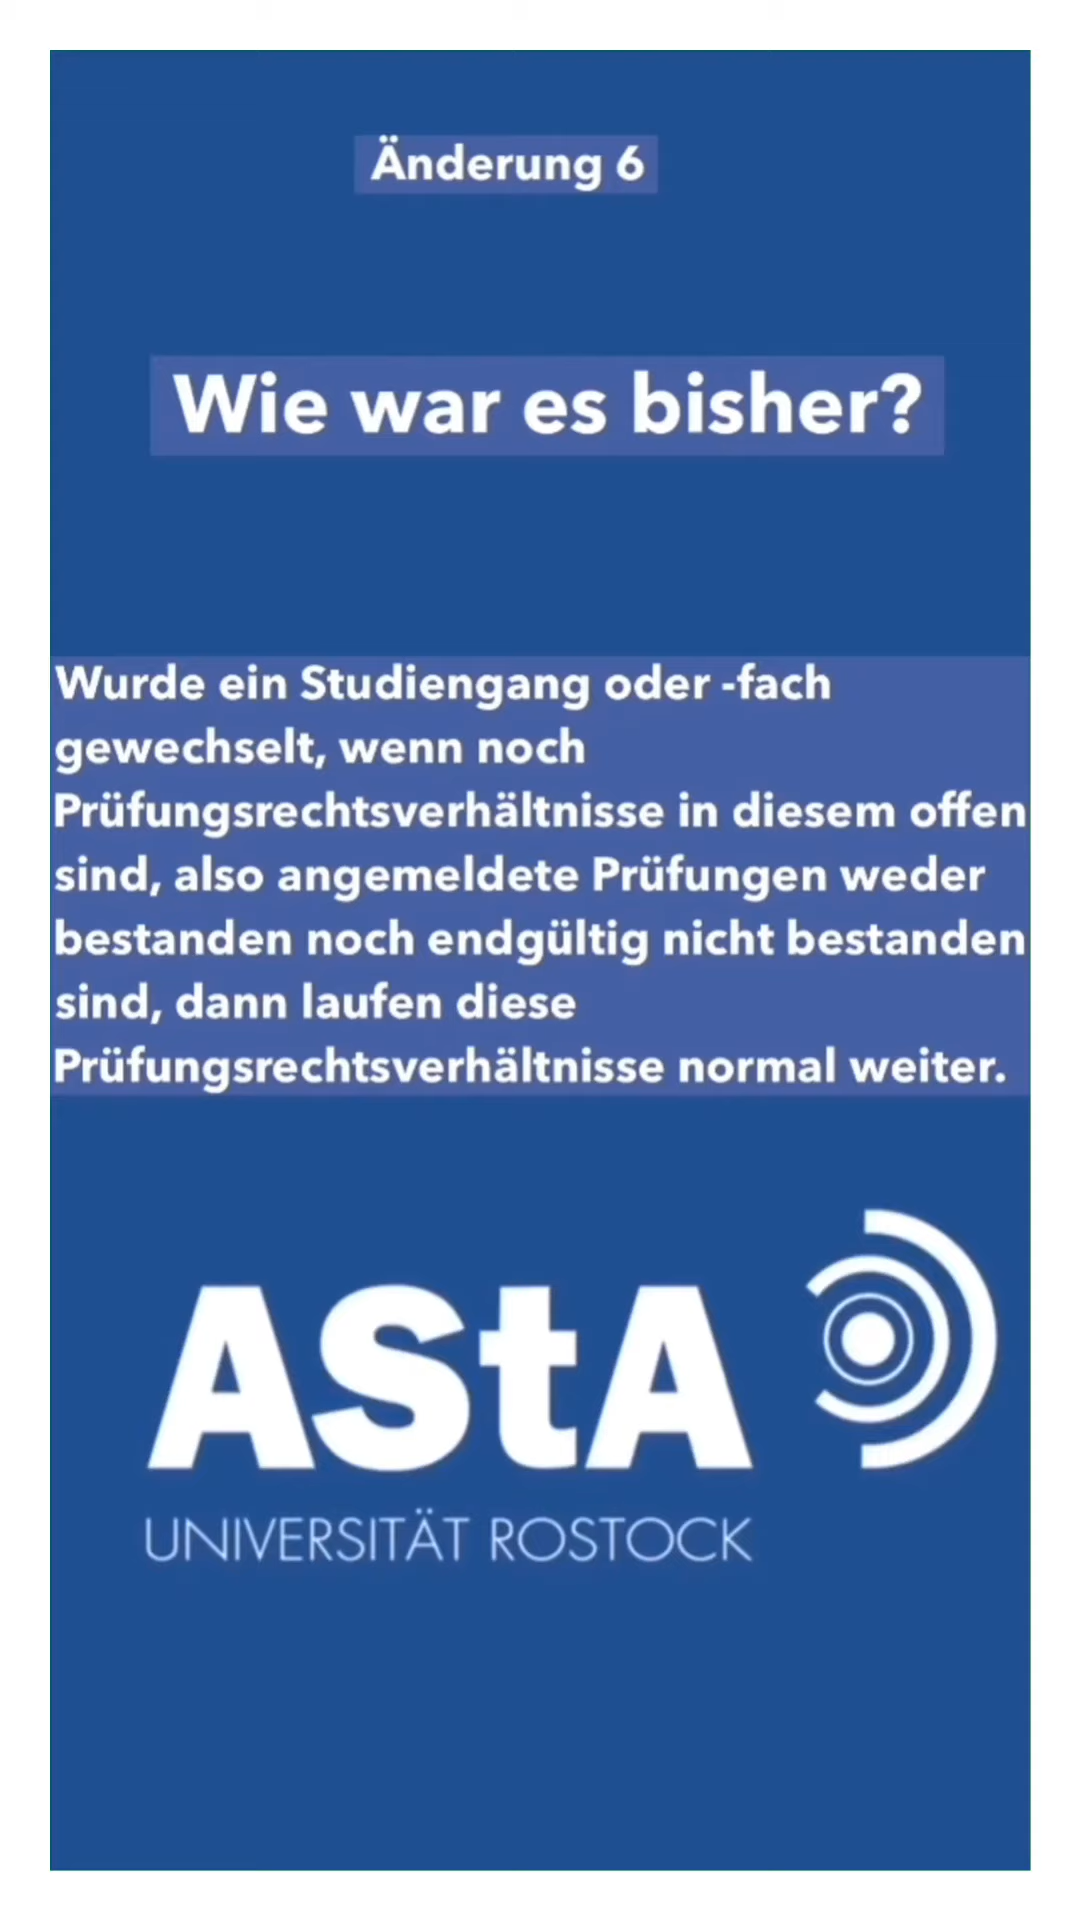 Änderung 6
Wie war es bisher?
Wurde ein Studiengang oder -fach
gewechselt, wenn noch
Prüfungsrechtsverhältnisse in diesem offen
sind, also angemeldete Prüfungen weder
bestanden noch endgültig nicht bestanden
sind, dann laufen diese
Prüfungsrechtsverhältnisse normal weiter.
AStA
UNIVERSITÄT ROSTOCK